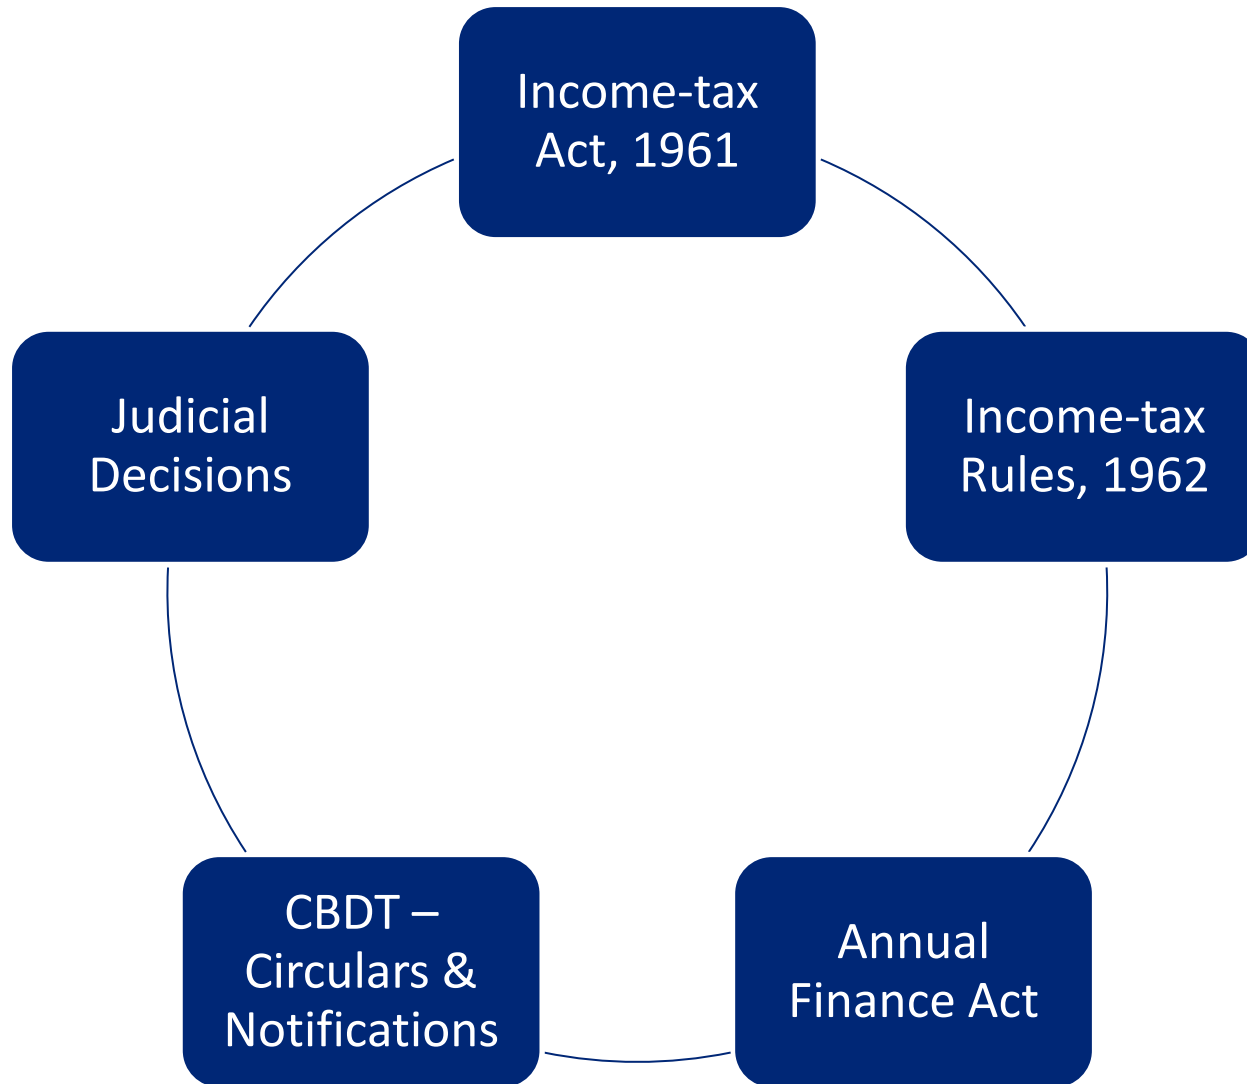 Income-tax
Act, 1961
Income-tax
Rules, 1962
Annual
Finance Act
CBDT –
Circulars &
Notifications
Judicial
Decisions